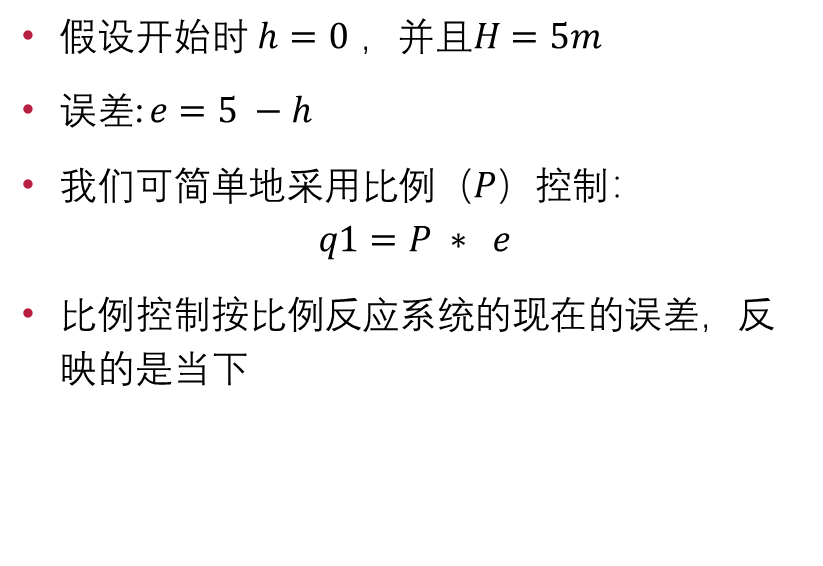 • 假设开始时 h = 0 ，并且H = 5m
• 误差: e = 5 − h
• 我们可简单地采用比例（P）控制：
q1 = P ∗ e
• 比例控制按比例反应系统的现在的误差，反
映的是当下